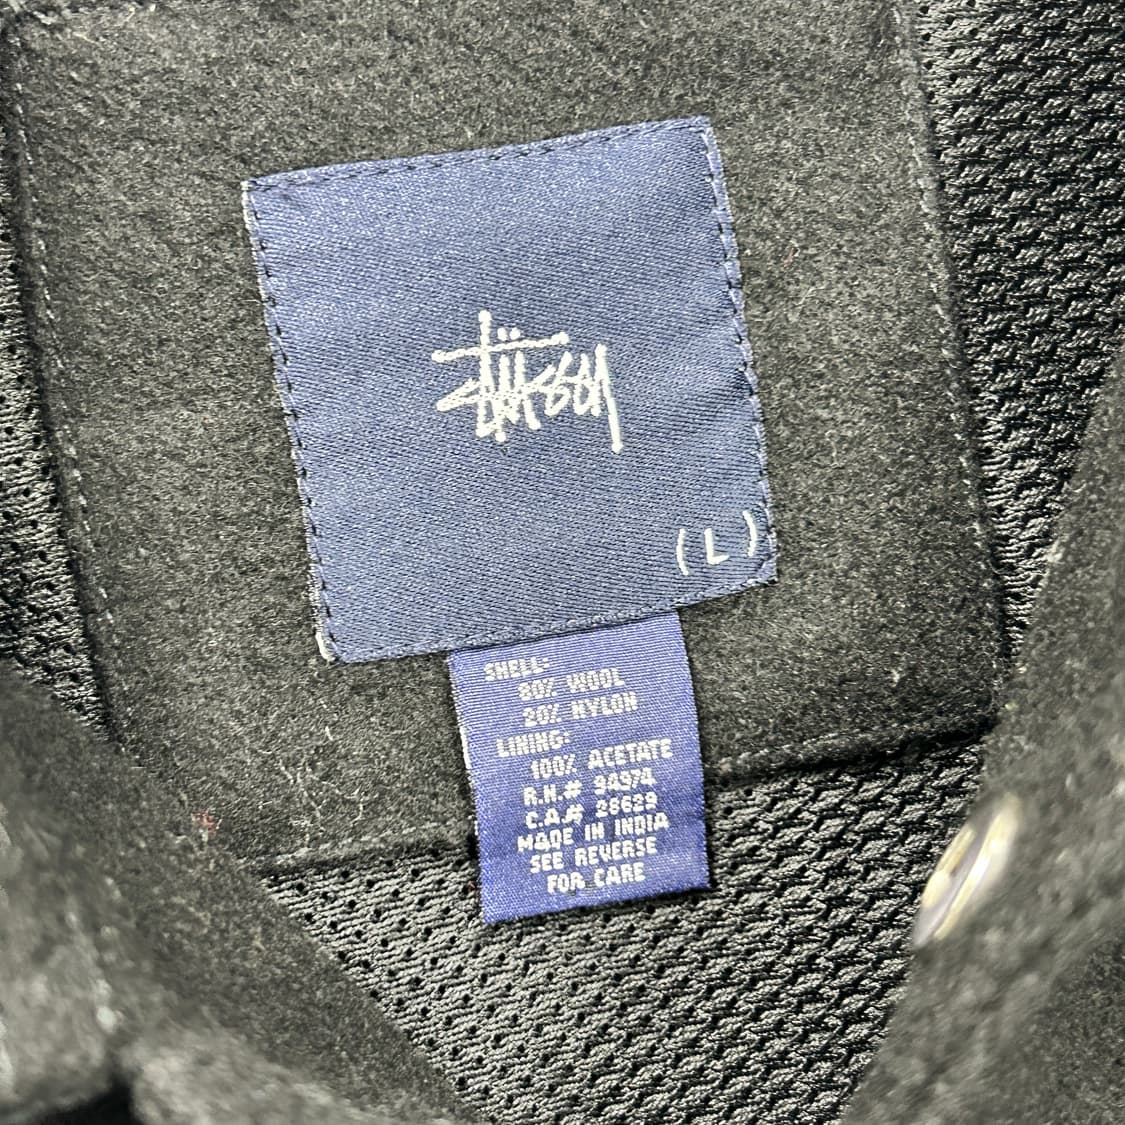 Stüssy
(L)
SHELL:
80% WOOL
20% NYLON
LINING:
100% ACETATE
R.N.# 94974
C.A.# 28629
MADE IN INDIA
SEE REVERSE
FOR CARE